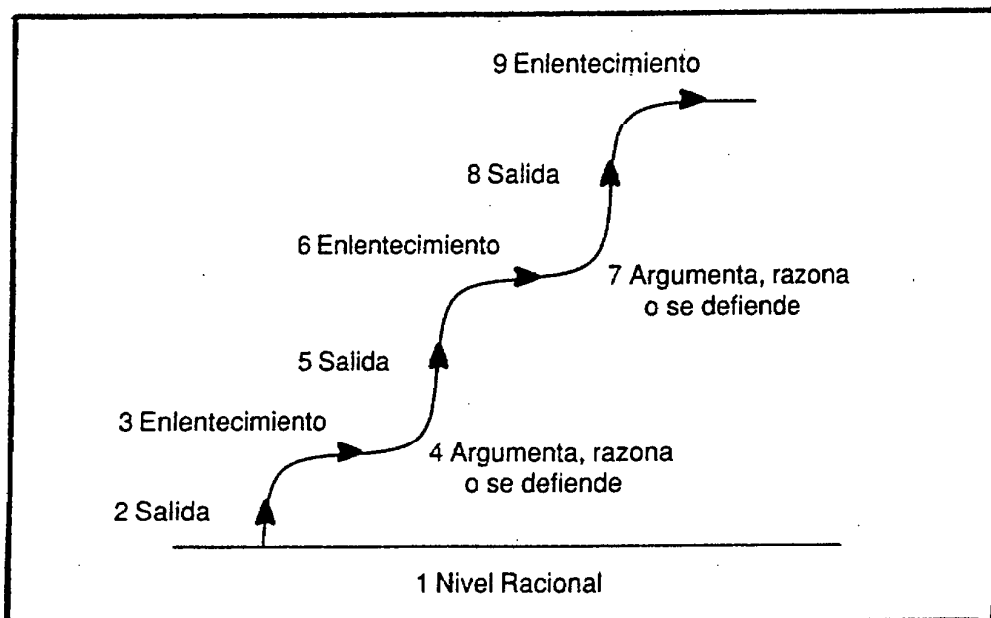 9 Enlentecimiento
8 Salida
6 Enlentecimiento
7 Argumenta, razona
o se defiende
5 Salida
3 Enlentecimiento
4 Argumenta, razona
o se defiende
2 Salida
1 Nivel Racional